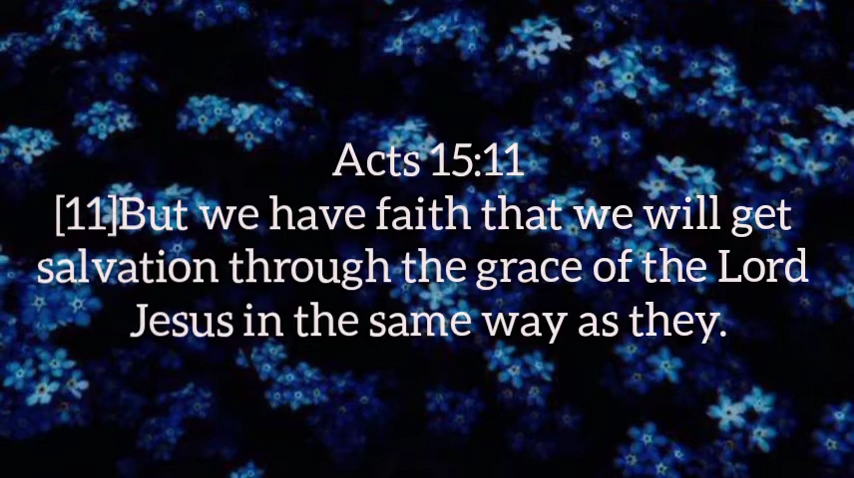 Acts 15:11
[11]But we have faith that we will get
salvation through the grace of the Lord
Jesus in the same way as they.